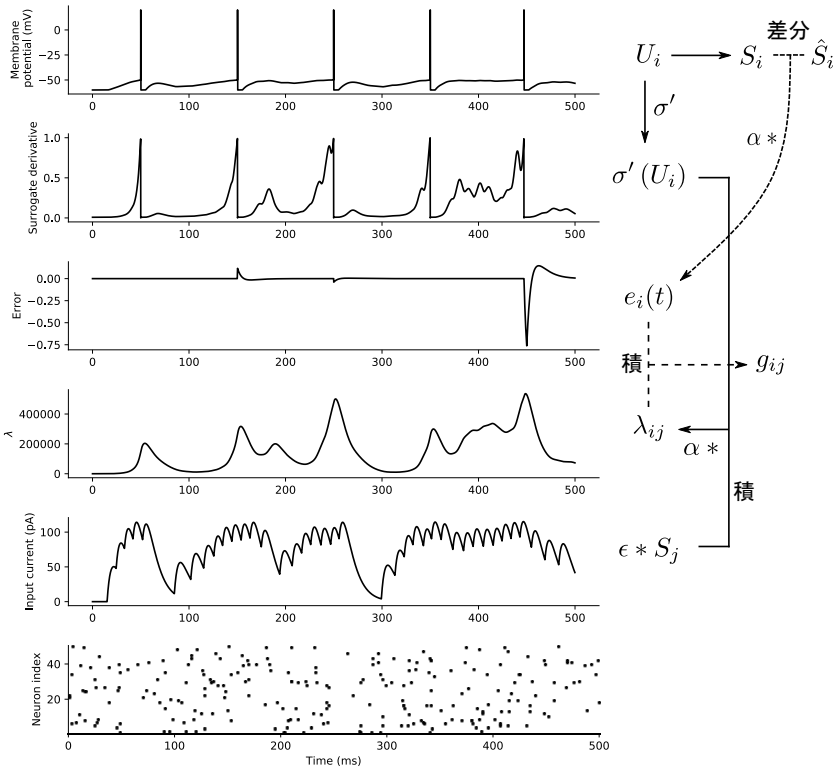 Membrane
potential (mV)
0
−25
−50
0 100 200 300 400 500
Surrogate derivative
1.0
0.5
0.0
0 100 200 300 400 500
Error
0.00
−0.25
−0.50
−0.75
0 100 200 300 400 500
λ
400000
200000
0
0 100 200 300 400 500
Input current (pA)
100
50
0
0 100 200 300 400 500
Neuron index
40
20
0 100 200 300 400 500
Time (ms)
差分
U_i S_i Ŝ_i
σ′
α *
σ′ (U_i)
e_i(t)
積 g_{ij}
λ_{ij}
α *
積
ϵ * S_j